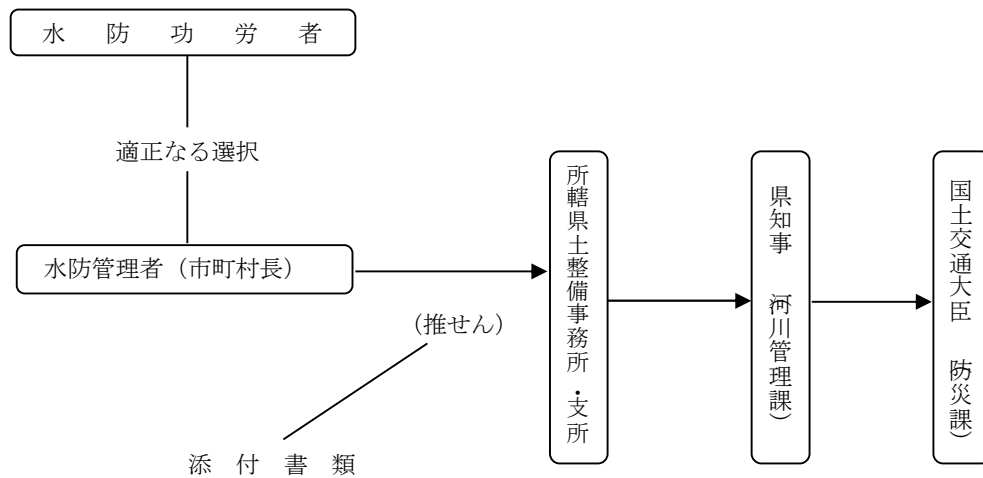 水　防　功　労　者
適正なる選択
水防管理者（市町村長）
（推せん）
添　付　書　類
所轄県土整備事務所・支所
県知事　（河川管理課）
国土交通大臣　（防災課）